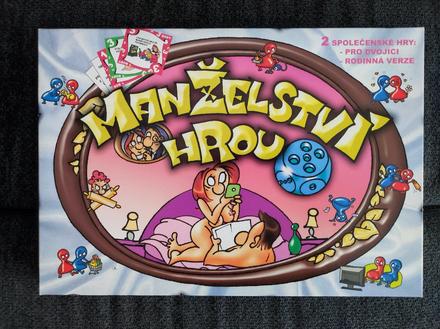 2 SPOLEČENSKÉ HRY:
- PRO DVOJICI
- RODINNÁ VERZE
MANŽELSTVÍ
HROU